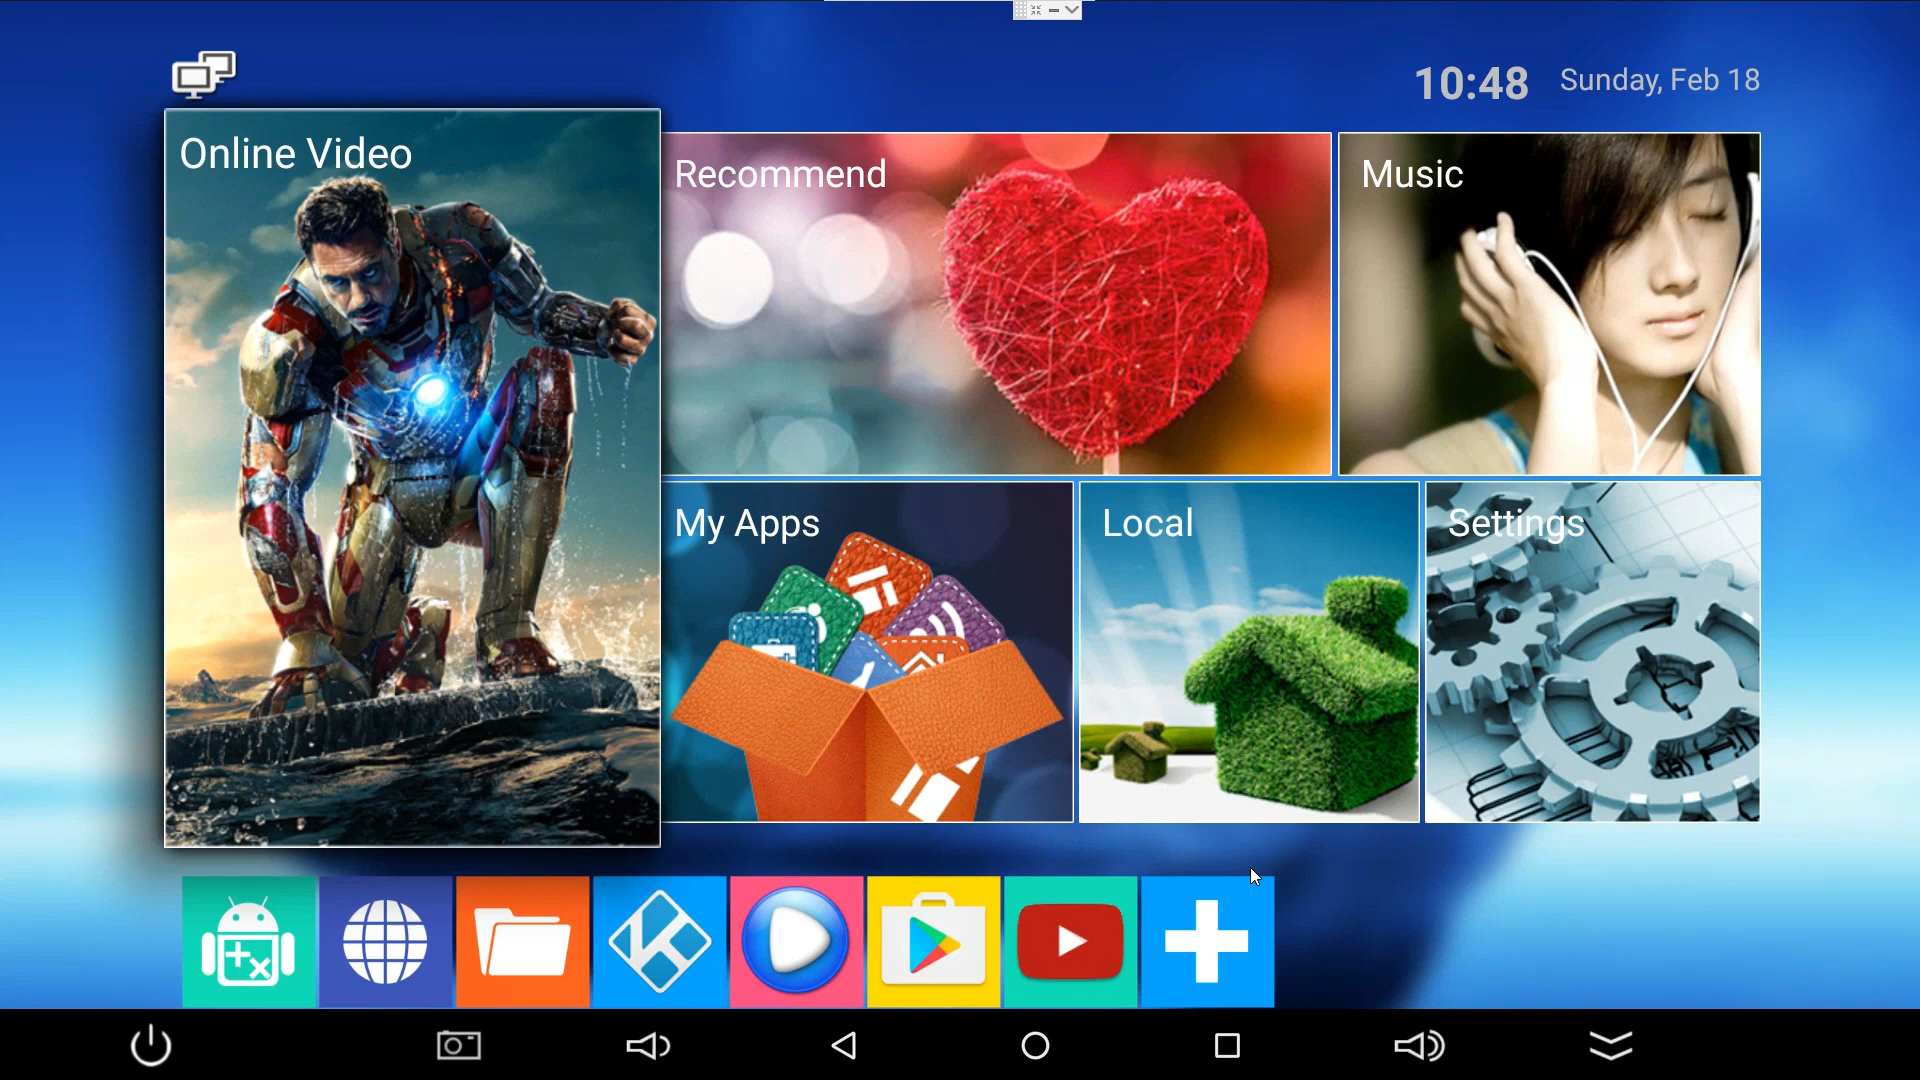 10:48 Sunday, Feb 18
Online Video
Recommend
Music
My Apps
Local
Settings